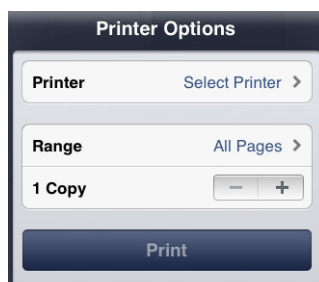 Printer Options
Printer Select Printer >
Range All Pages >
1 Copy − +
Print